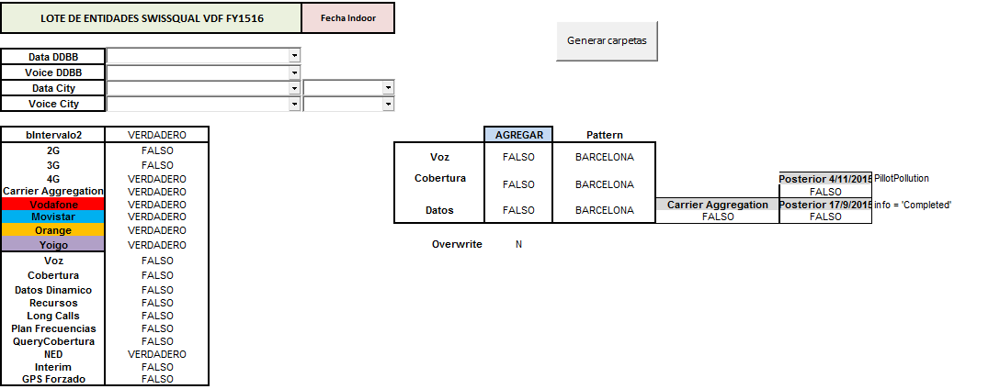 LOTE DE ENTIDADES SWISSQUAL VDF FY1516 Fecha Indoor
Generar carpetas
Data DDBB
Voice DDBB
Data City
Voice City
bIntervalo2 VERDADERO
2G FALSO
3G FALSO
4G VERDADERO
Carrier Aggregation VERDADERO
Vodafone VERDADERO
Movistar VERDADERO
Orange VERDADERO
Yoigo VERDADERO
Voz FALSO
Cobertura FALSO
Datos Dinamico FALSO
Recursos FALSO
Long Calls FALSO
Plan Frecuencias FALSO
QueryCobertura FALSO
NED VERDADERO
Interim FALSO
GPS Forzado FALSO
AGREGAR Pattern
Voz FALSO BARCELONA
Cobertura FALSO BARCELONA
Posterior 4/11/2015 PillotPollution
FALSO
Datos FALSO BARCELONA
Carrier Aggregation Posterior 17/9/2015 info = 'Completed'
FALSO FALSO
Overwrite N